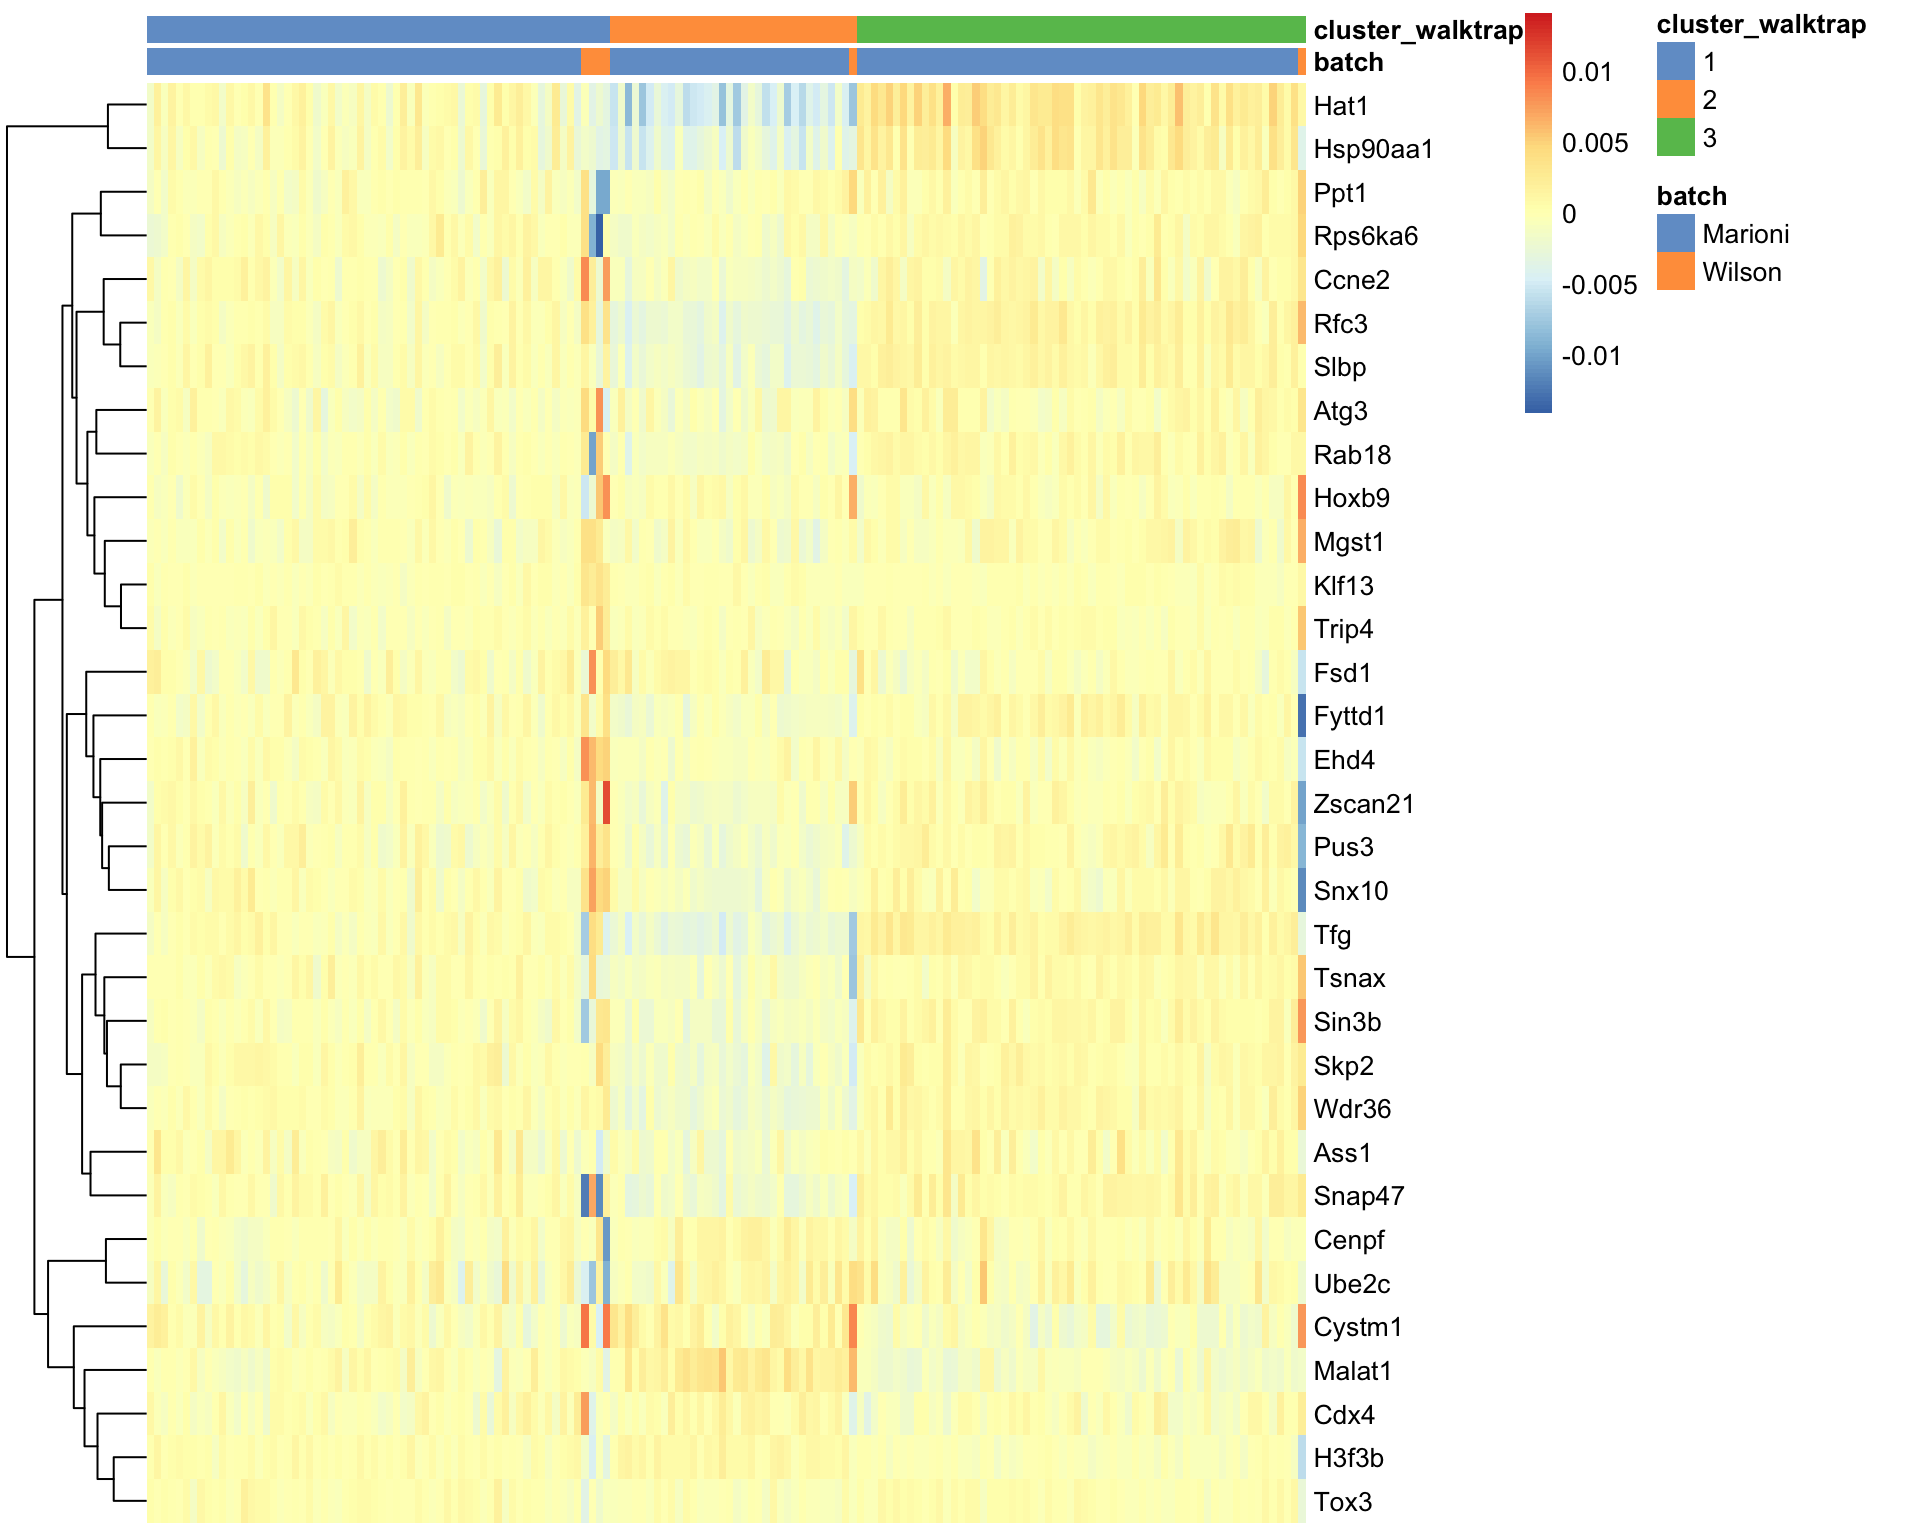 cluster_walktrap
batch
Hat1
Hsp90aa1
Ppt1
Rps6ka6
Ccne2
Rfc3
Slbp
Atg3
Rab18
Hoxb9
Mgst1
Klf13
Trip4
Fsd1
Fyttd1
Ehd4
Zscan21
Pus3
Snx10
Tfg
Tsnax
Sin3b
Skp2
Wdr36
Ass1
Snap47
Cenpf
Ube2c
Cystm1
Malat1
Cdx4
H3f3b
Tox3
0.01
0.005
0
-0.005
-0.01
cluster_walktrap
1
2
3
batch
Marioni
Wilson